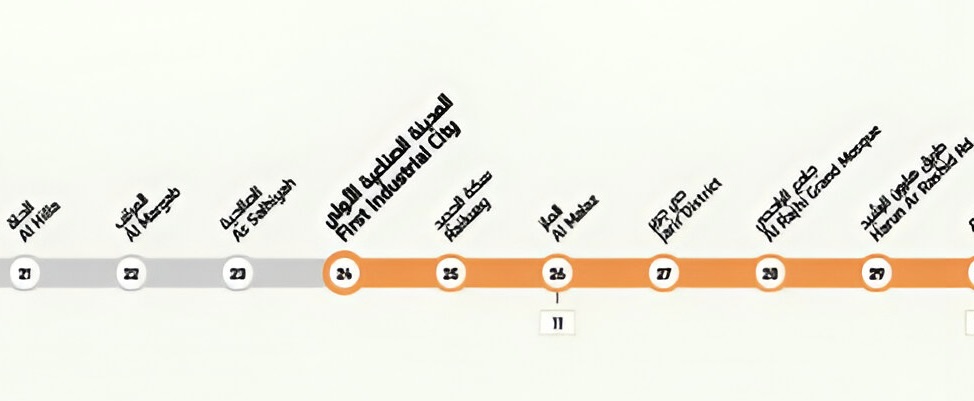 الحلة
Al Hilla
المرقب
Al Margab
الصالحية
As Salhiyah
المدينة الصناعية الأولى
First Industrial City
سكة الحديد
Railway
الملز
Al Malaz
حي جرير
Jarir District
جامع الراجحي
Al Rajhi Grand Mosque
طريق هارون الرشيد
Harun Ar Rashid Rd
21
22
23
24
25
26
27
28
29
11